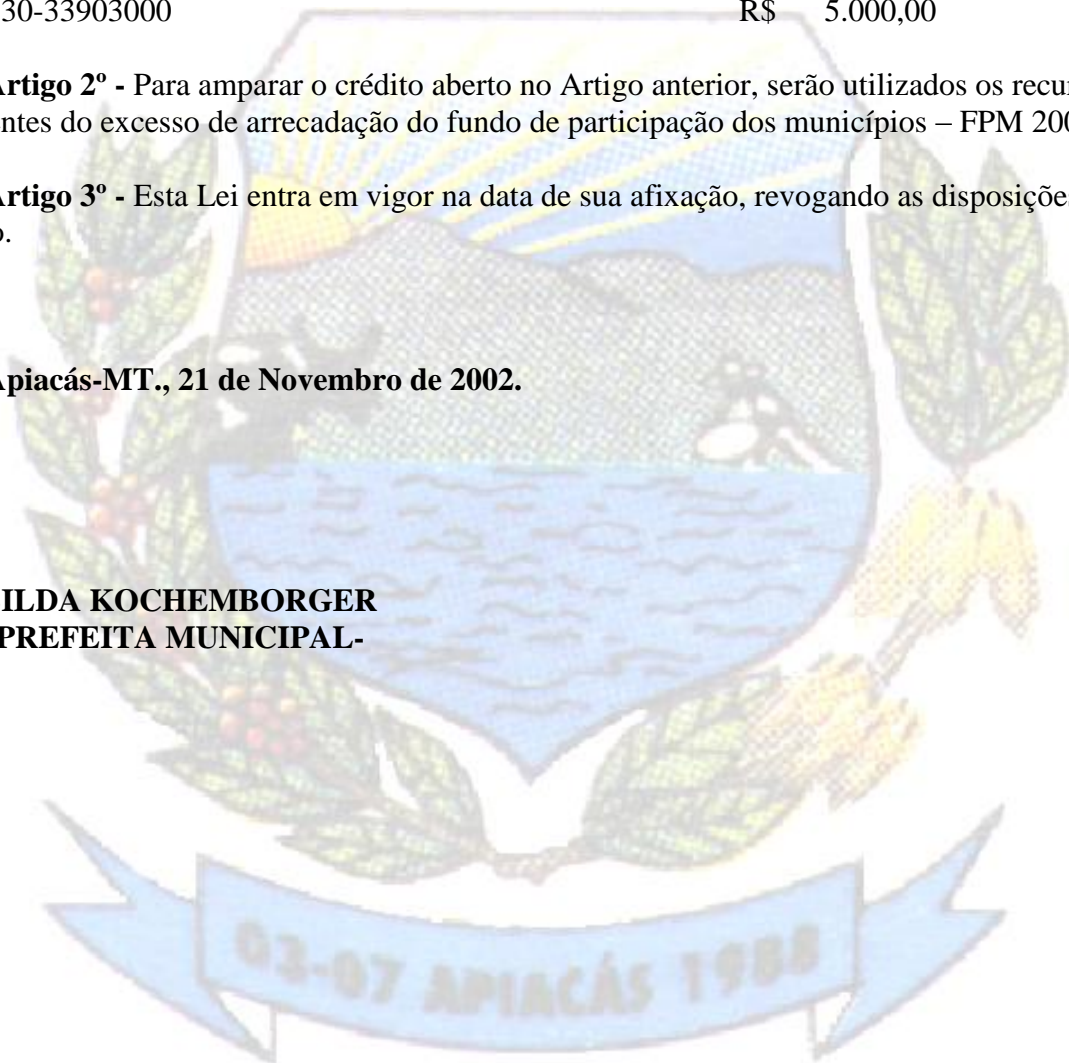 30-33903000 R$ 5.000,00
Artigo 2º - Para amparar o crédito aberto no Artigo anterior, serão utilizados os
do excesso de arrecadação do fundo de participação dos municípios – FPM
Artigo 3º - Esta Lei entra em vigor na data de sua afixação, revogando as disposições
Apiacás-MT., 21 de Novembro de 2002.
ILDA KOCHEMBORGER
PREFEITA MUNICIPAL-
03-07 APIACÁS 1988